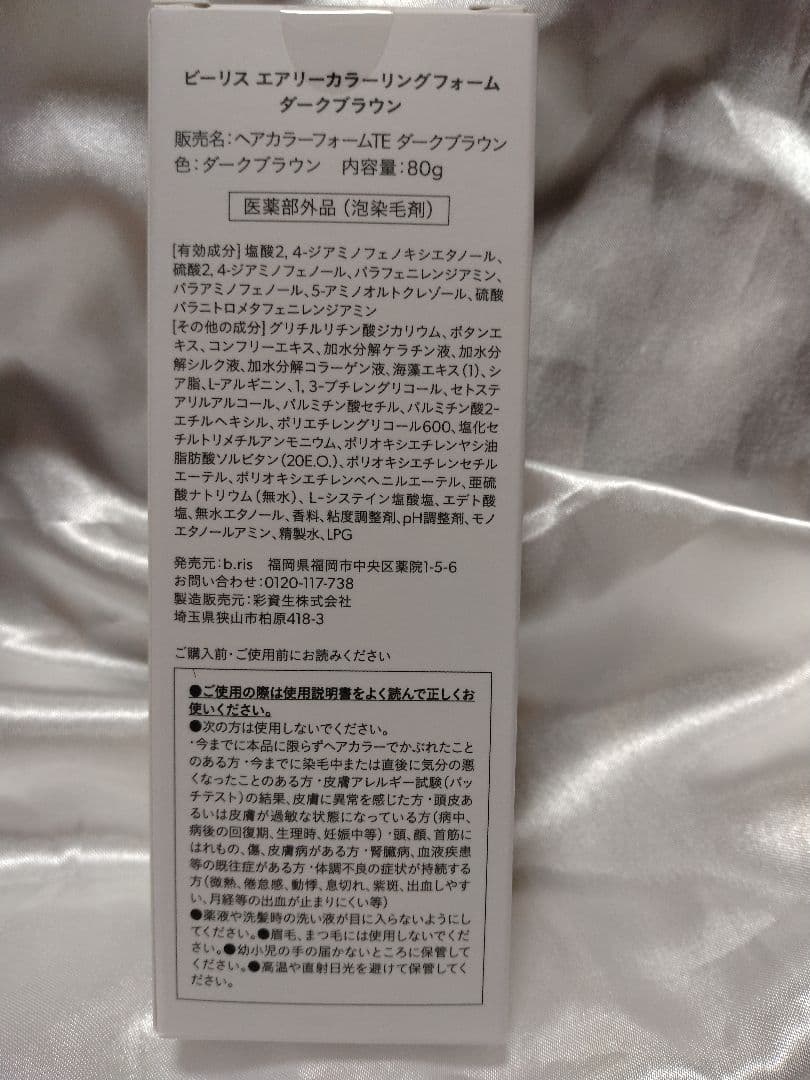 ビーリス エアリーカラーリングフォーム
ダークブラウン
販売名：ヘアカラーフォームTE ダークブラウン
色：ダークブラウン　内容量：80g
医薬部外品（泡染毛剤）
[有効成分] 塩酸2, 4-ジアミノフェノキシエタノール、
硫酸2, 4-ジアミノフェノール、パラフェニレンジアミン、
パラアミノフェノール、5-アミノオルトクレゾール、硫酸
パラニトロメタフェニレンジアミン
[その他の成分] グリチルリチン酸ジカリウム、ボタンエ
キス、コンフリーエキス、加水分解ケラチン液、加水分
解シルク液、加水分解コラーゲン液、海藻エキス（1）、シ
ア脂、L-アルギニン、1, 3-ブチレングリコール、セトステ
アリルアルコール、パルミチン酸セチル、パルミチン酸2-
エチルヘキシル、ポリエチレングリコール600、塩化セ
チルトリメチルアンモニウム、ポリオキシエチレンヤシ油
脂肪酸ソルビタン（20E.O.）、ポリオキシエチレンセチル
エーテル、ポリオキシエチレンベヘニルエーテル、亜硫
酸ナトリウム（無水）、L-システイン塩酸塩、エデト酸
塩、無水エタノール、香料、粘度調整剤、pH調整剤、モノ
エタノールアミン、精製水、LPG
発売元：b.ris　福岡県福岡市中央区薬院1-5-6
お問い合わせ：0120-117-738
製造販売元：彩資生株式会社
埼玉県狭山市柏原418-3
ご購入前・ご使用前にお読みください
●ご使用の際は使用説明書をよく読んで正しくお
使いください。
●次の方は使用しないでください。
・今までに本品に限らずヘアカラーでかぶれたこと
のある方・今までに染毛中または直後に気分の悪
くなったことのある方・皮膚アレルギー試験（パッ
チテスト）の結果、皮膚に異常を感じた方・頭皮あ
るいは皮膚が過敏な状態になっている方（病中、
病後の回復期、生理時、妊娠中等）・頭、顔、首筋に
はれもの、傷、皮膚病がある方・腎臓病、血液疾患
等の既往症がある方・体調不良の症状が持続する
方（微熱、倦怠感、動悸、息切れ、紫斑、出血しやす
い、月経等の出血が止まりにくい等）
●薬液や洗髪時の洗い液が目に入らないようにし
てください。●眉毛、まつ毛には使用しないでくだ
さい。●幼小児の手の届かないところに保管して
ください。●高温や直射日光を避けて保管してく
ださい。